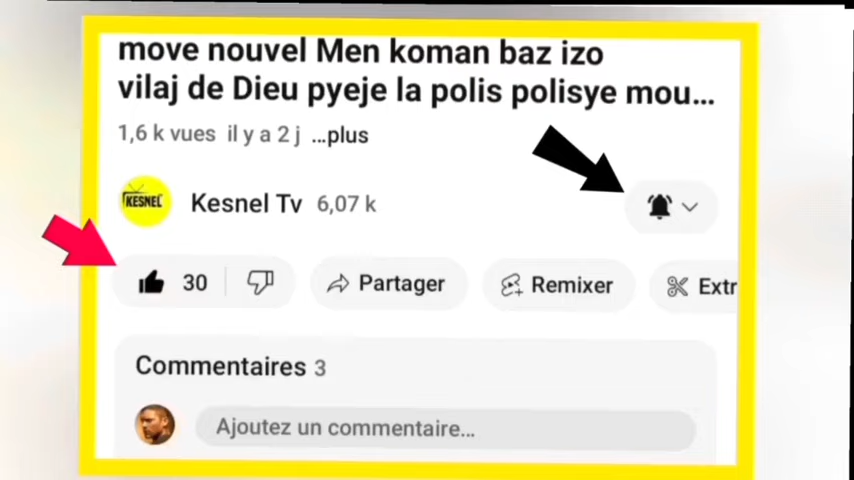 move nouvel Men koman baz izo
vilaj de Dieu pyeje la polis polisye mou...
1,6 k vues il y a 2 j ...plus
KESNEL
Kesnel Tv 6,07 k
30 Partager Remixer Extr
Commentaires 3
Ajoutez un commentaire...